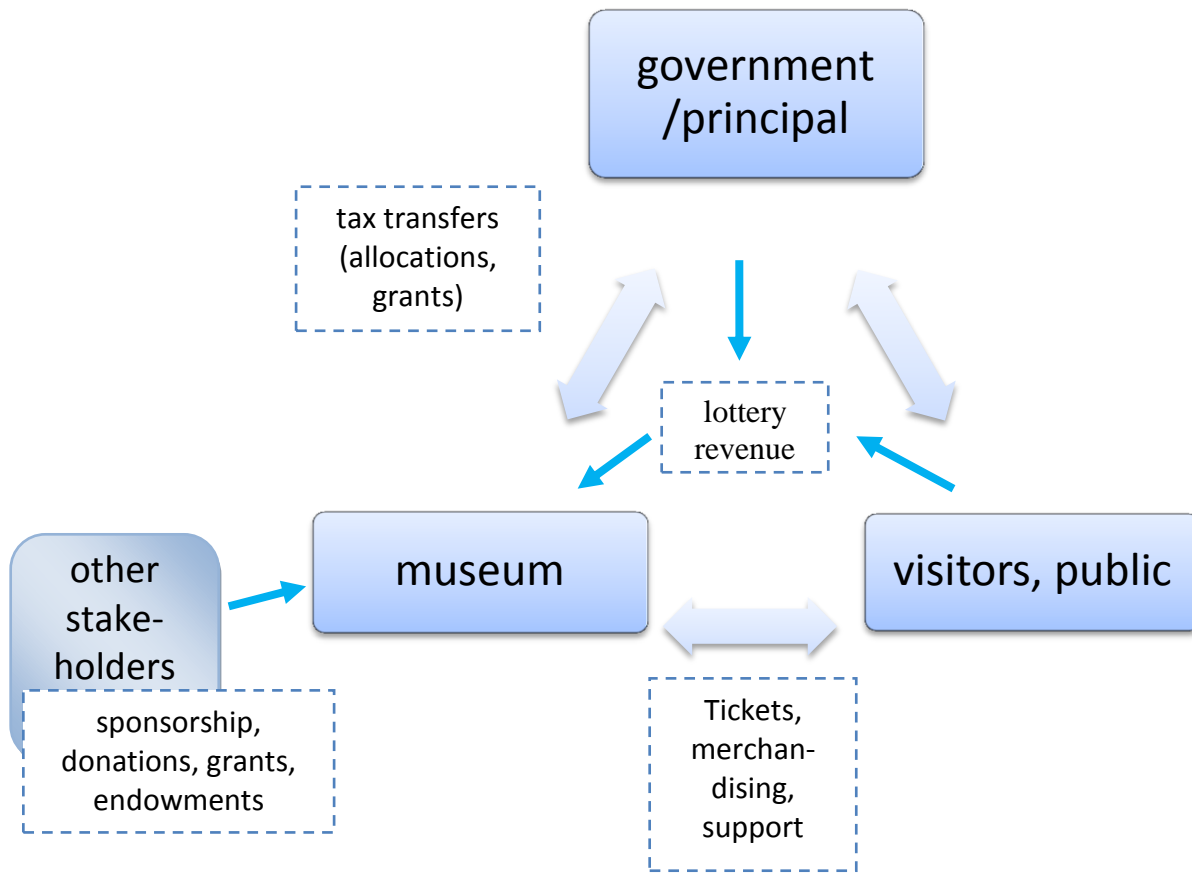 government
/principal
tax transfers
(allocations,
grants)
lottery
revenue
museum
visitors, public
other
stake-
holders
sponsorship,
donations, grants,
endowments
Tickets,
merchan-
dising,
support